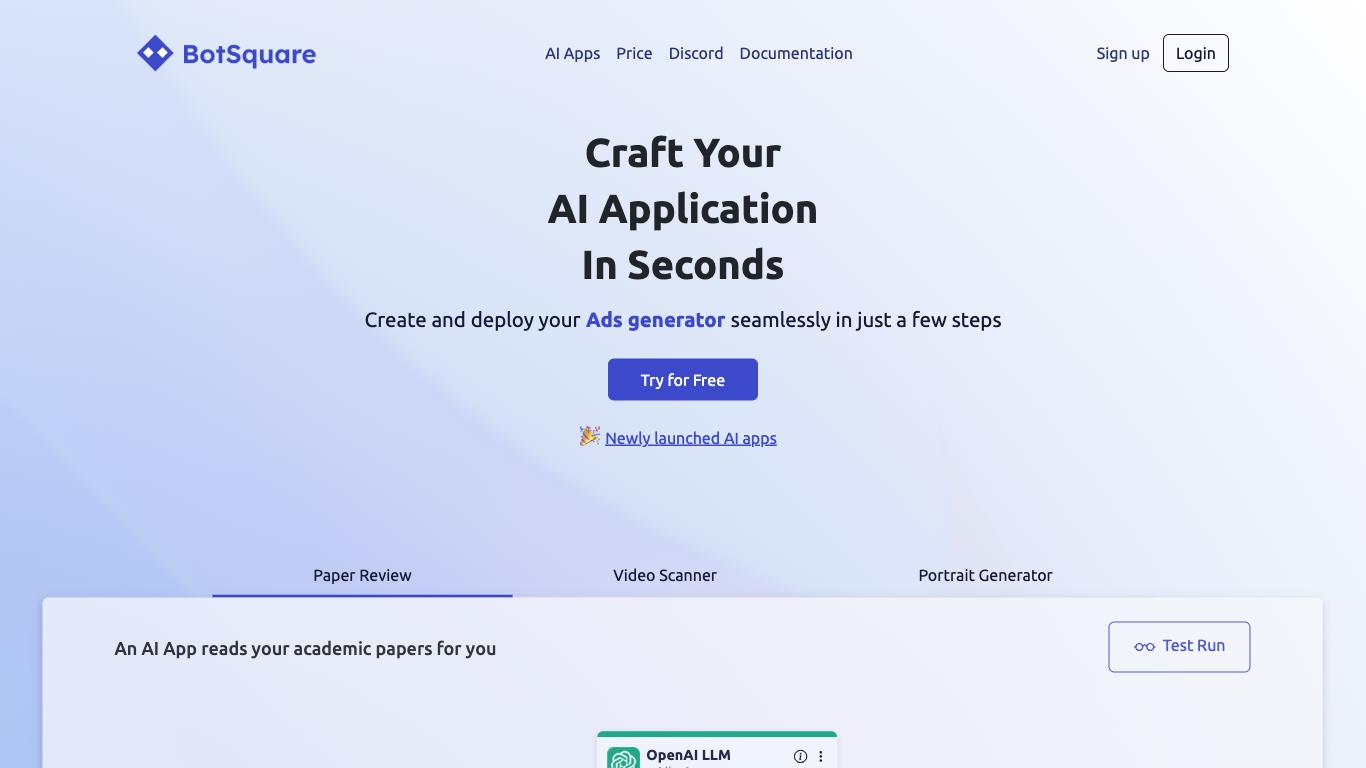 BotSquare
AI Apps Price Discord Documentation
Sign up Login
Craft Your
AI Application
In Seconds
Create and deploy your Ads generator seamlessly in just a few steps
Try for Free
Newly launched AI apps
Paper Review Video Scanner Portrait Generator
An AI App reads your academic papers for you
Test Run
OpenAI LLM